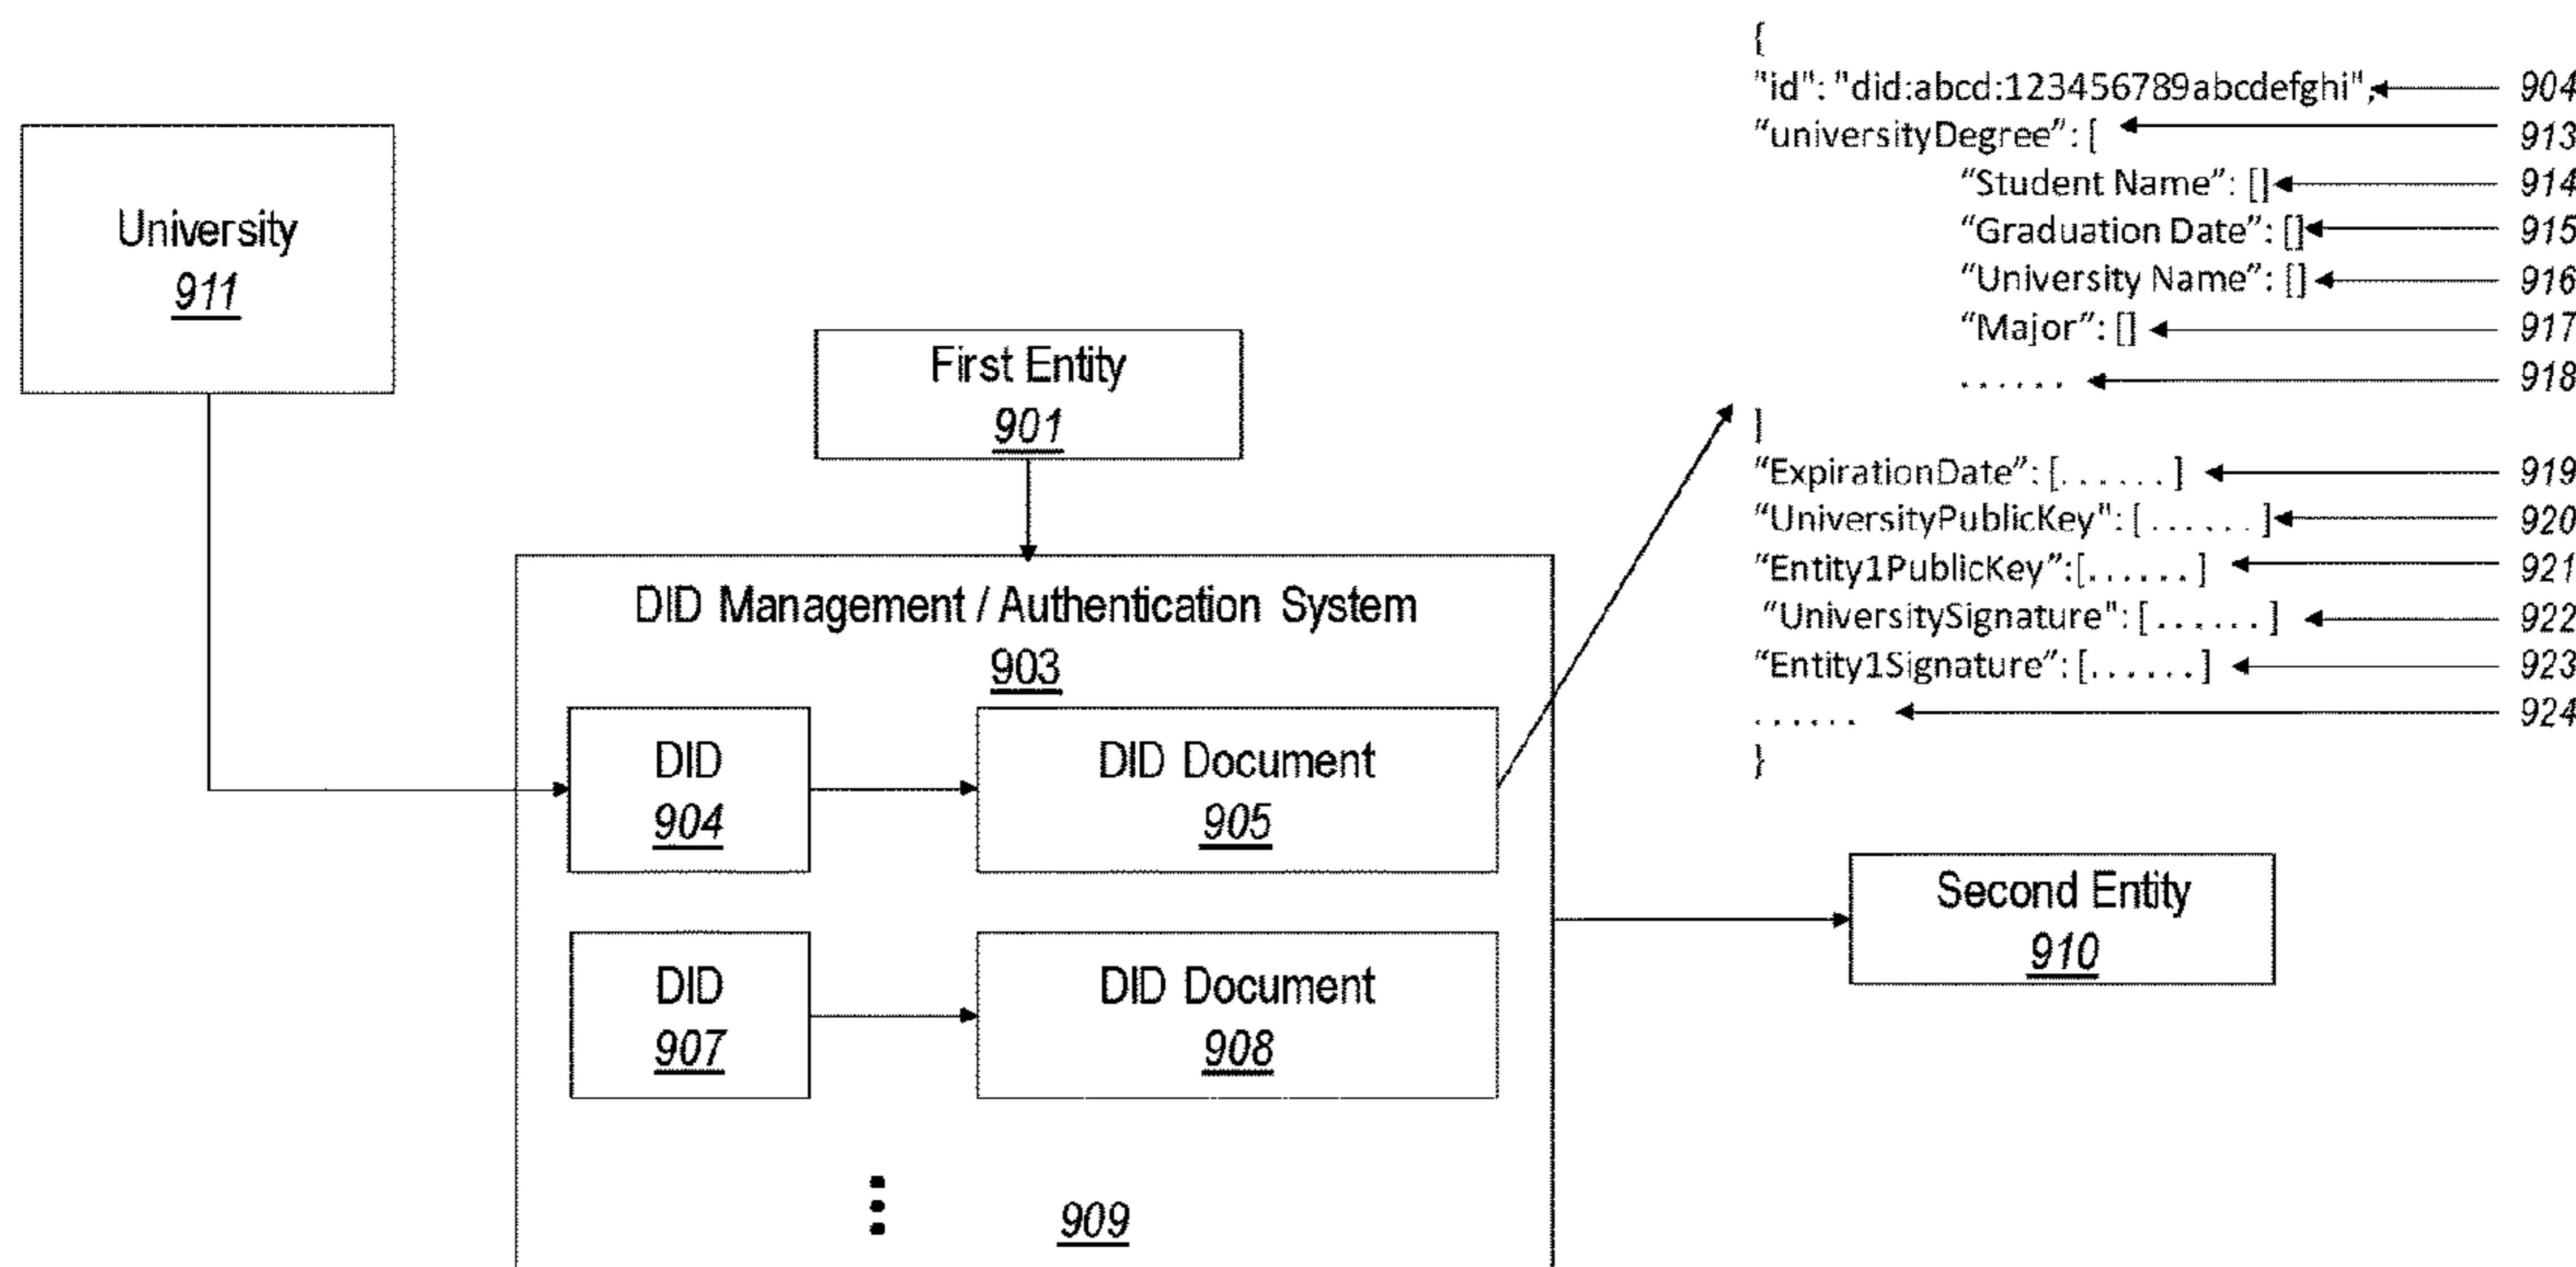 {
"id": "did:abcd:123456789abcdefghi", 904
"universityDegree": [ 913
"Student Name": [] 914
"Graduation Date": [] 915
"University Name": [] 916
"Major": [] 917
. . . . . . 918
]
"ExpirationDate": [. . . . . . ] 919
"UniversityPublicKey": [ . . . . . . ] 920
"Entity1PublicKey":[. . . . . . ] 921
"UniversitySignature": [ . . . . . . ] 922
"Entity1Signature": [. . . . . . ] 923
. . . . . . 924
}
University
911
First Entity
901
DID Management / Authentication System
903
DID
904
DID Document
905
DID
907
DID Document
908
909
Second Entity
910